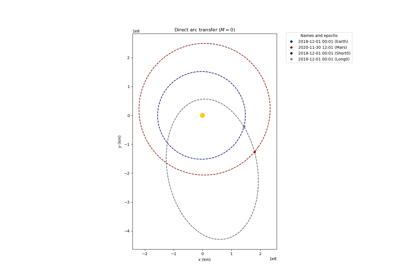 Direct arc transfer (M = 0)
1e8
Names and epochs
2018-12-01 00:01 (Earth)
2020-11-30 12:01 (Mars)
2018-12-01 00:01 (Short0)
2018-12-01 00:01 (Long0)
2
1
0
−1
−2
−3
−4
y (km)
−2
−1
0
1
2
x (km)
1e8